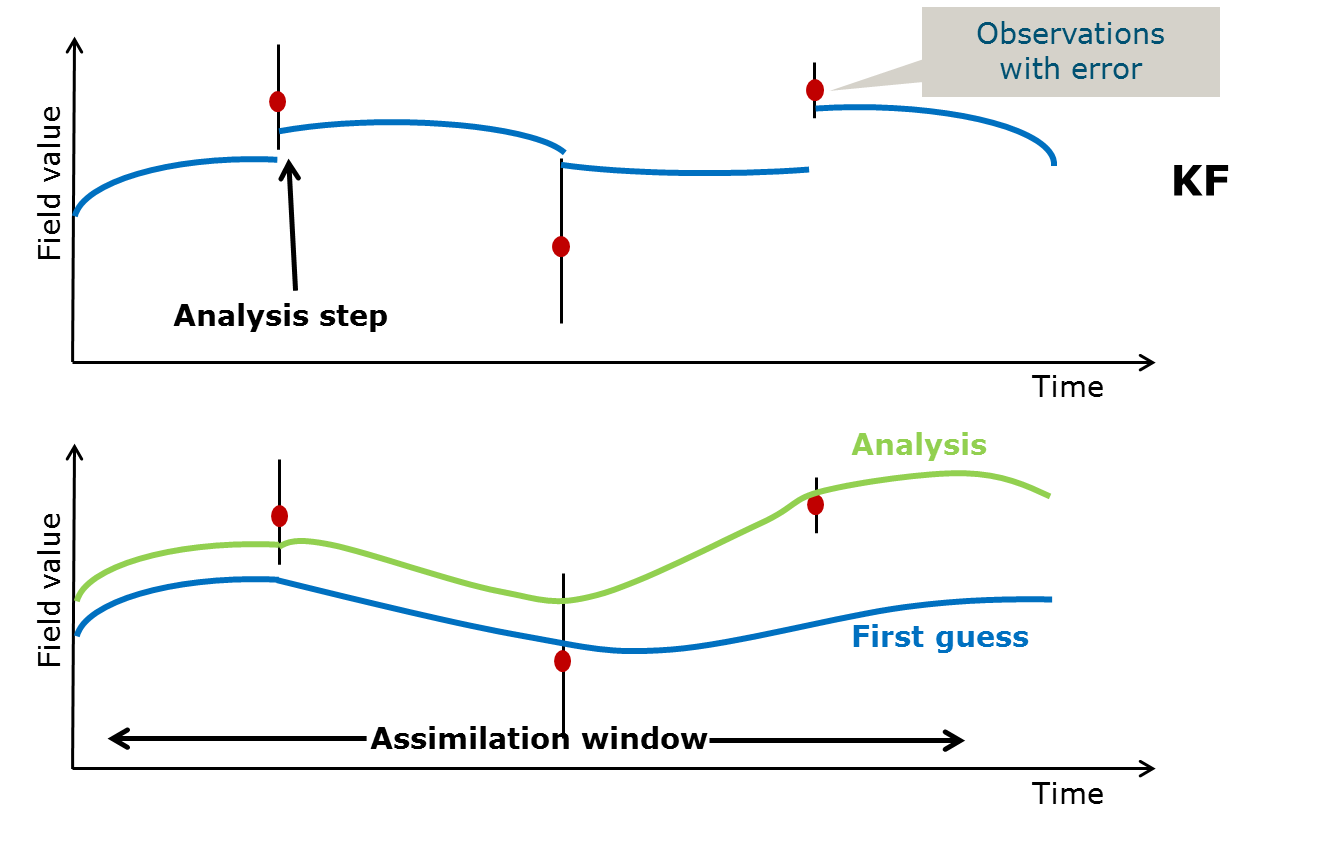 Observations
with error
Field value
KF
Analysis step
Time
Analysis
Field value
First guess
Assimilation window
Time